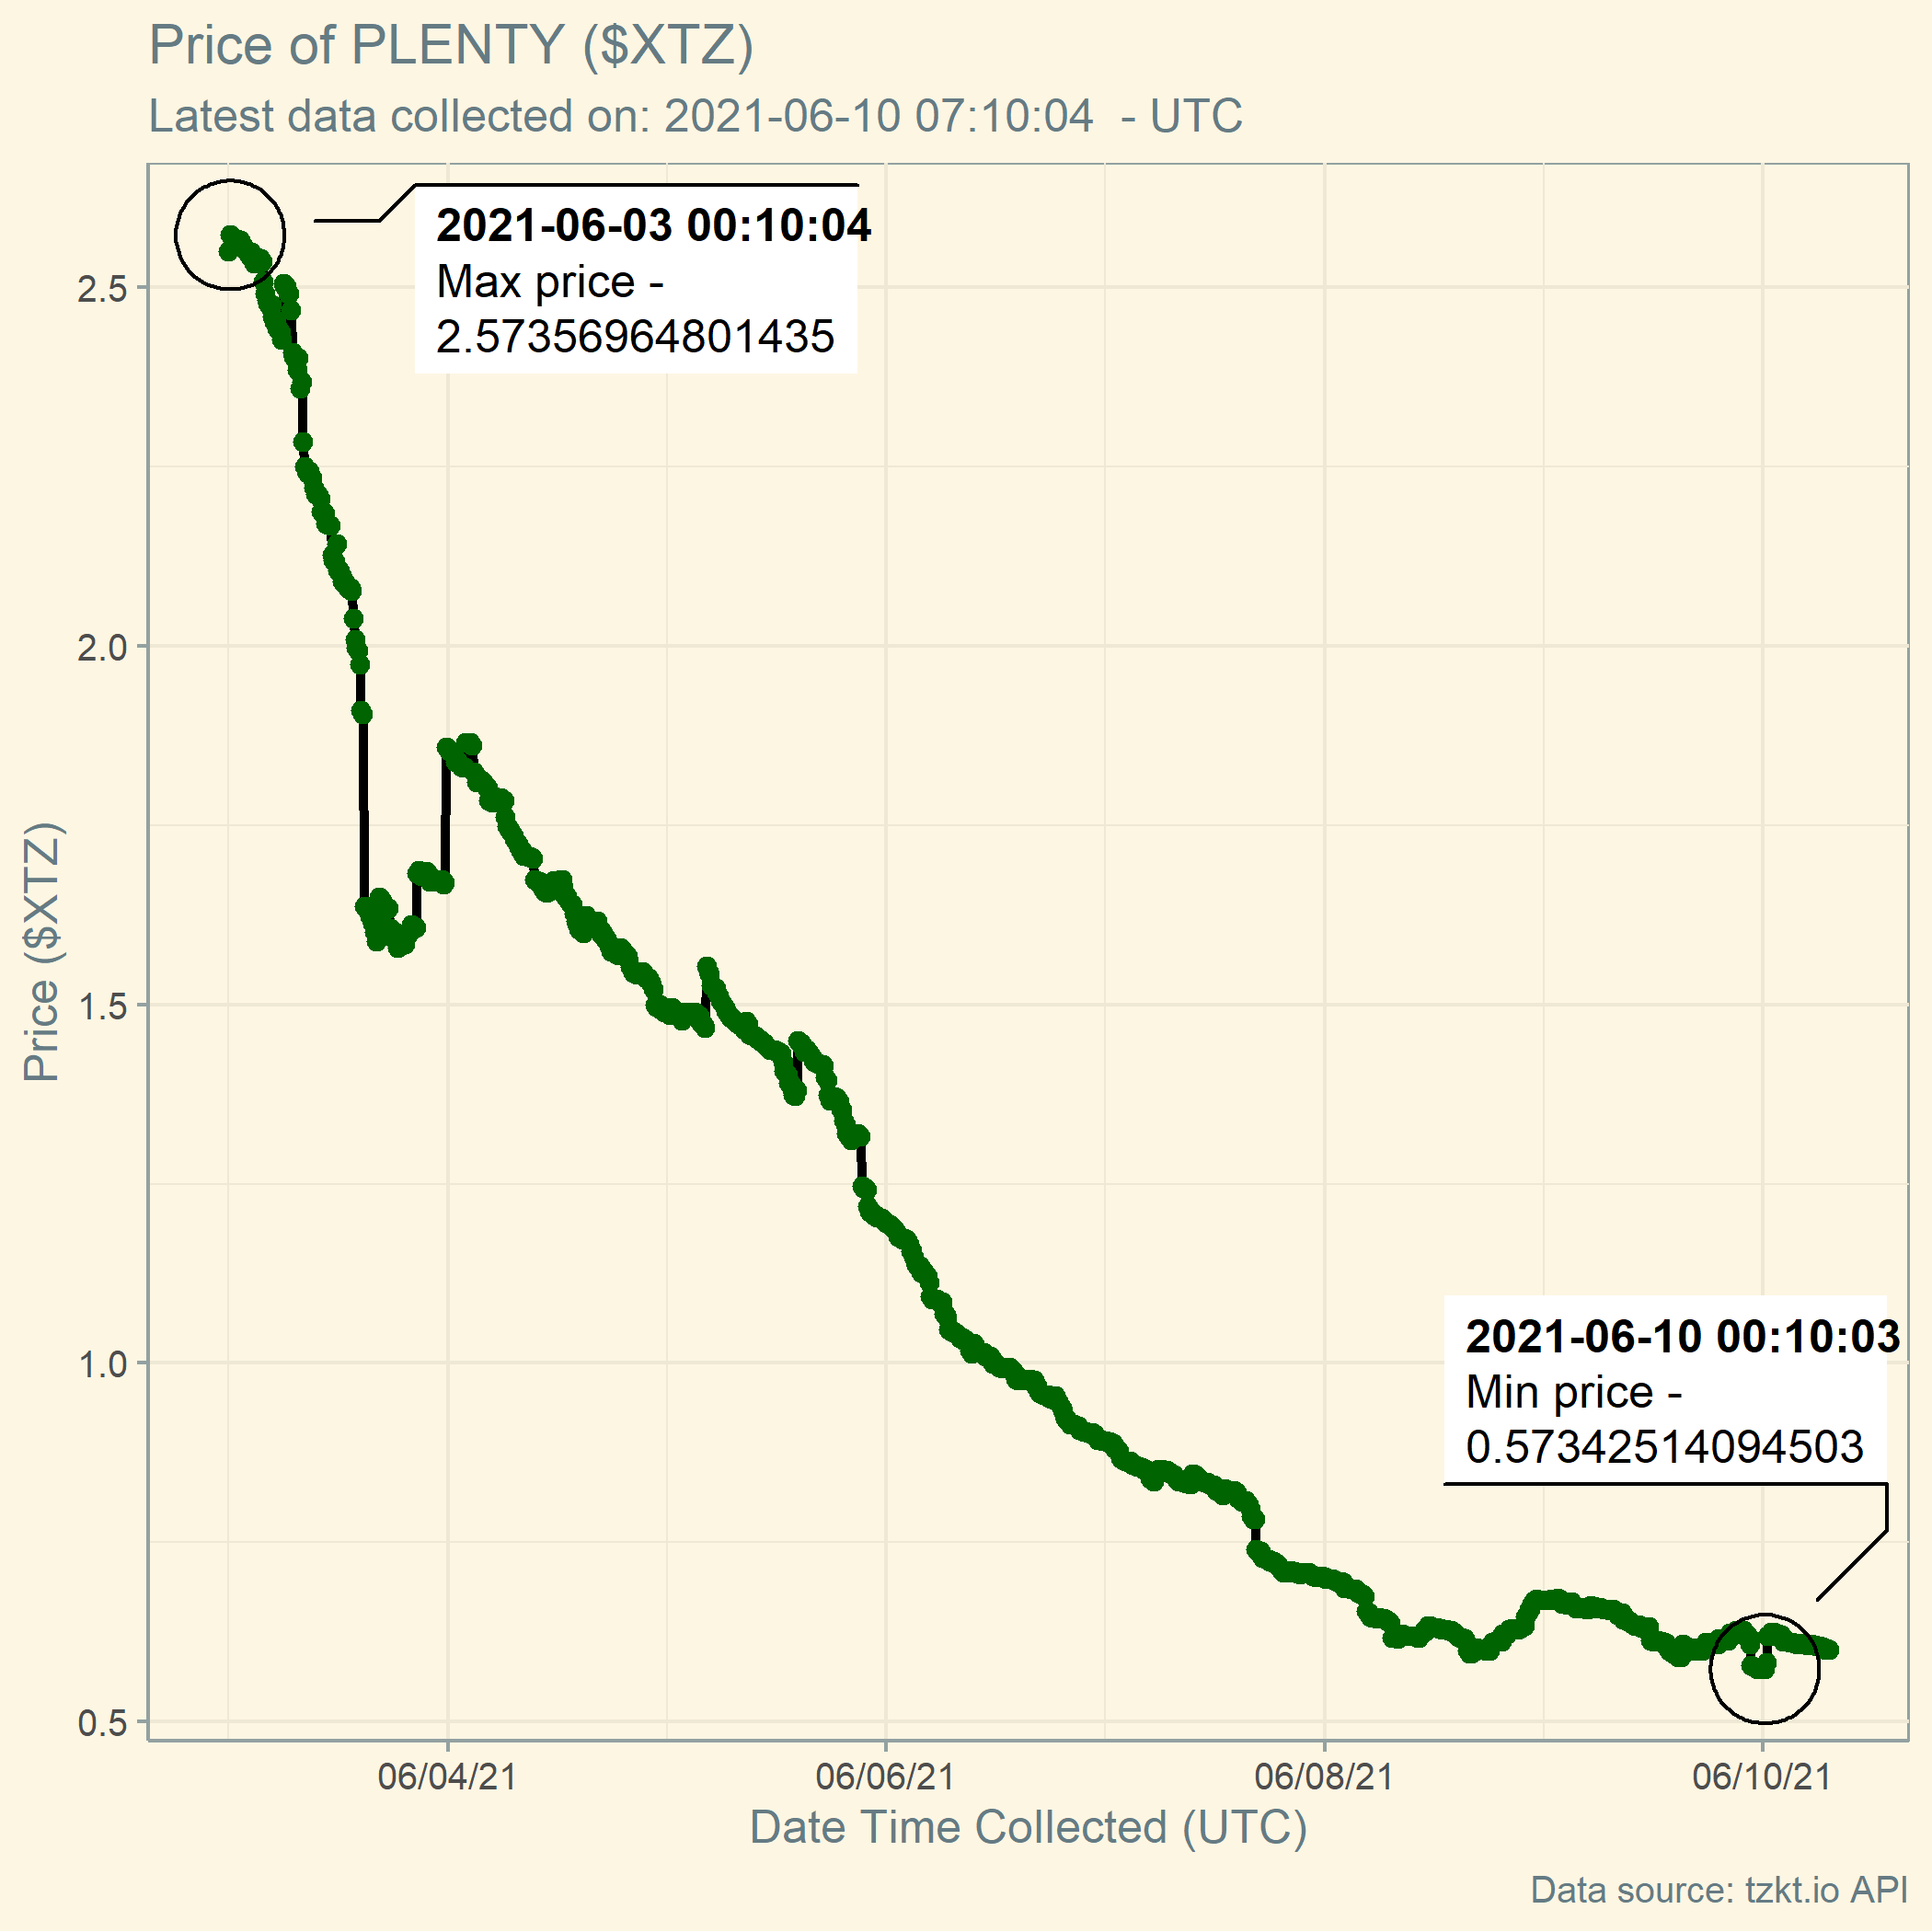 Price of PLENTY ($XTZ)
Latest data collected on: 2021-06-10 07:10:04  - UTC
2021-06-03 00:10:04
Max price -
2.57356964801435
2.5
2.0
1.5
1.0
0.5
Price ($XTZ)
2021-06-10 00:10:03
Min price -
0.57342514094503
06/04/21
06/06/21
06/08/21
06/10/21
Date Time Collected (UTC)
Data source: tzkt.io API